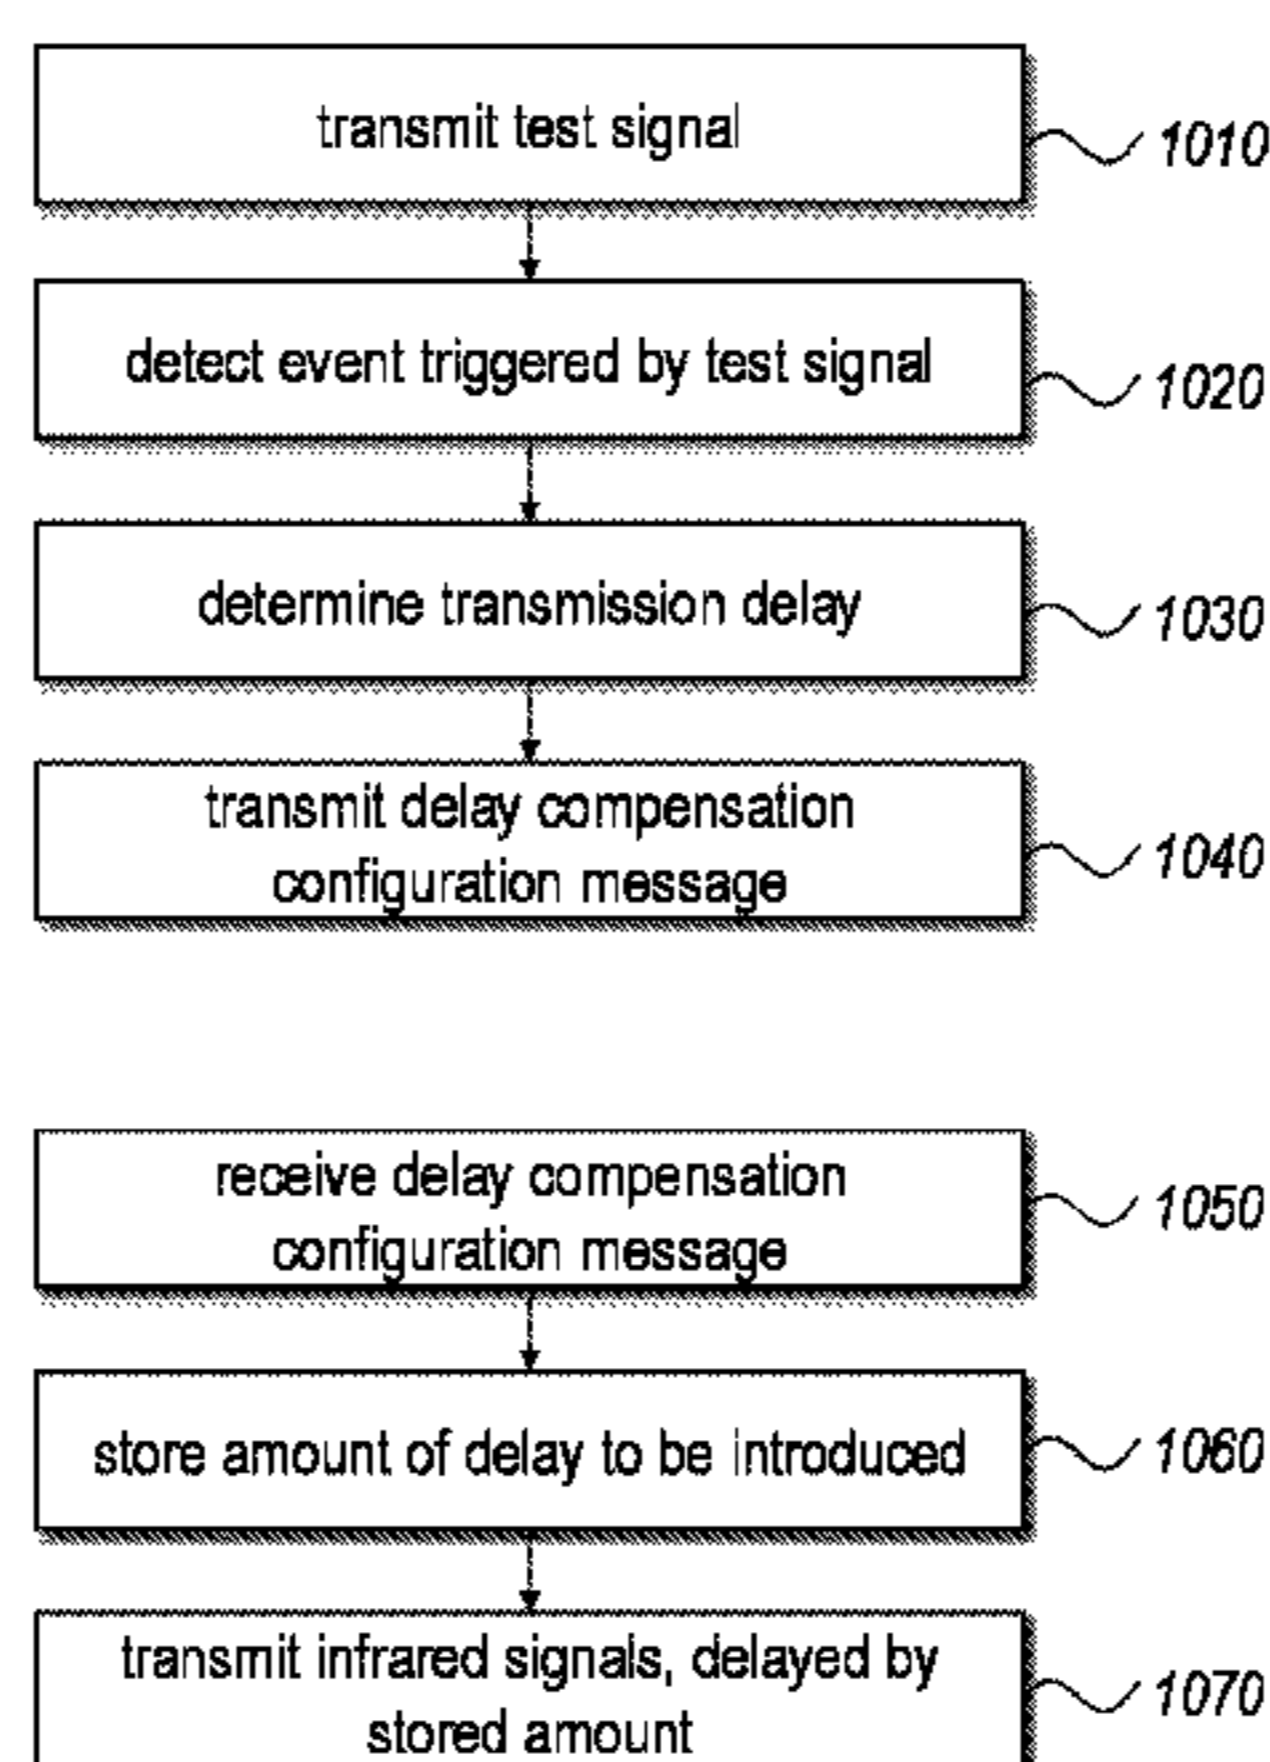 transmit test signal
1010
detect event triggered by test signal
1020
determine transmission delay
1030
transmit delay compensation
configuration message
1040
receive delay compensation
configuration message
1050
store amount of delay to be introduced
1060
transmit infrared signals, delayed by
stored amount
1070